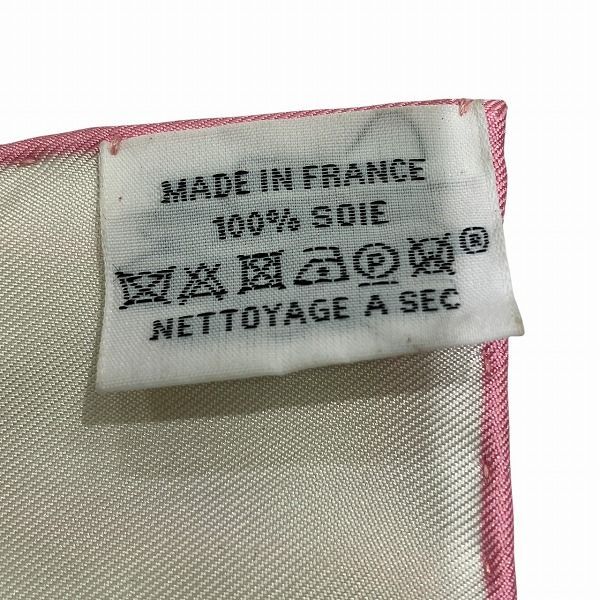 MADE IN FRANCE
100% SOIE
P ®
NETTOYAGE A SEC